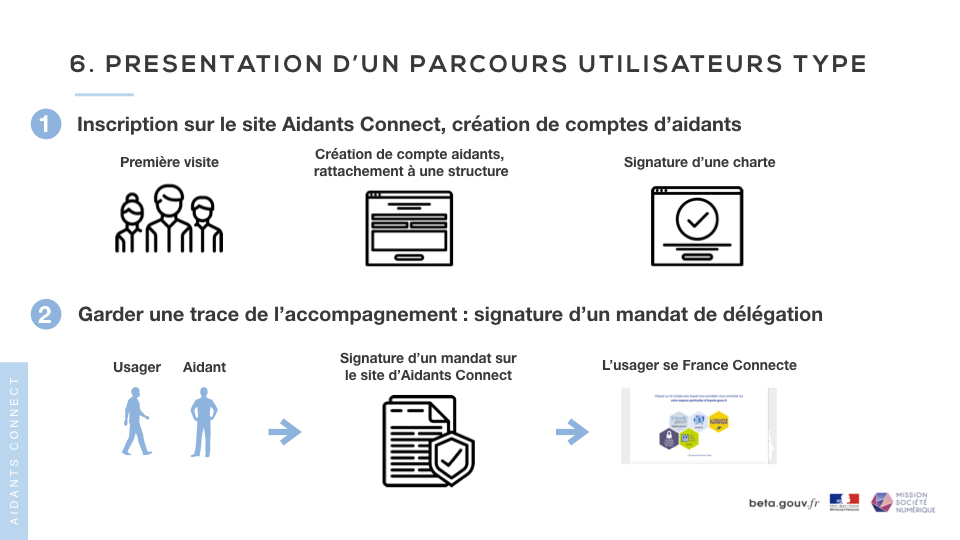 6. PRESENTATION D'UN PARCOURS UTILISATEURS TYPE
1 Inscription sur le site Aidants Connect, création de comptes d'aidants
Première visite
Création de compte aidants,
rattachement à une structure
Signature d'une charte
2 Garder une trace de l'accompagnement : signature d'un mandat de délégation
Usager
Aidant
Signature d'un mandat sur
le site d'Aidants Connect
L'usager se France Connecte
AIDANTS CONNECT
beta.gouv.fr
MISSION
SOCIÉTÉ
NUMÉRIQUE